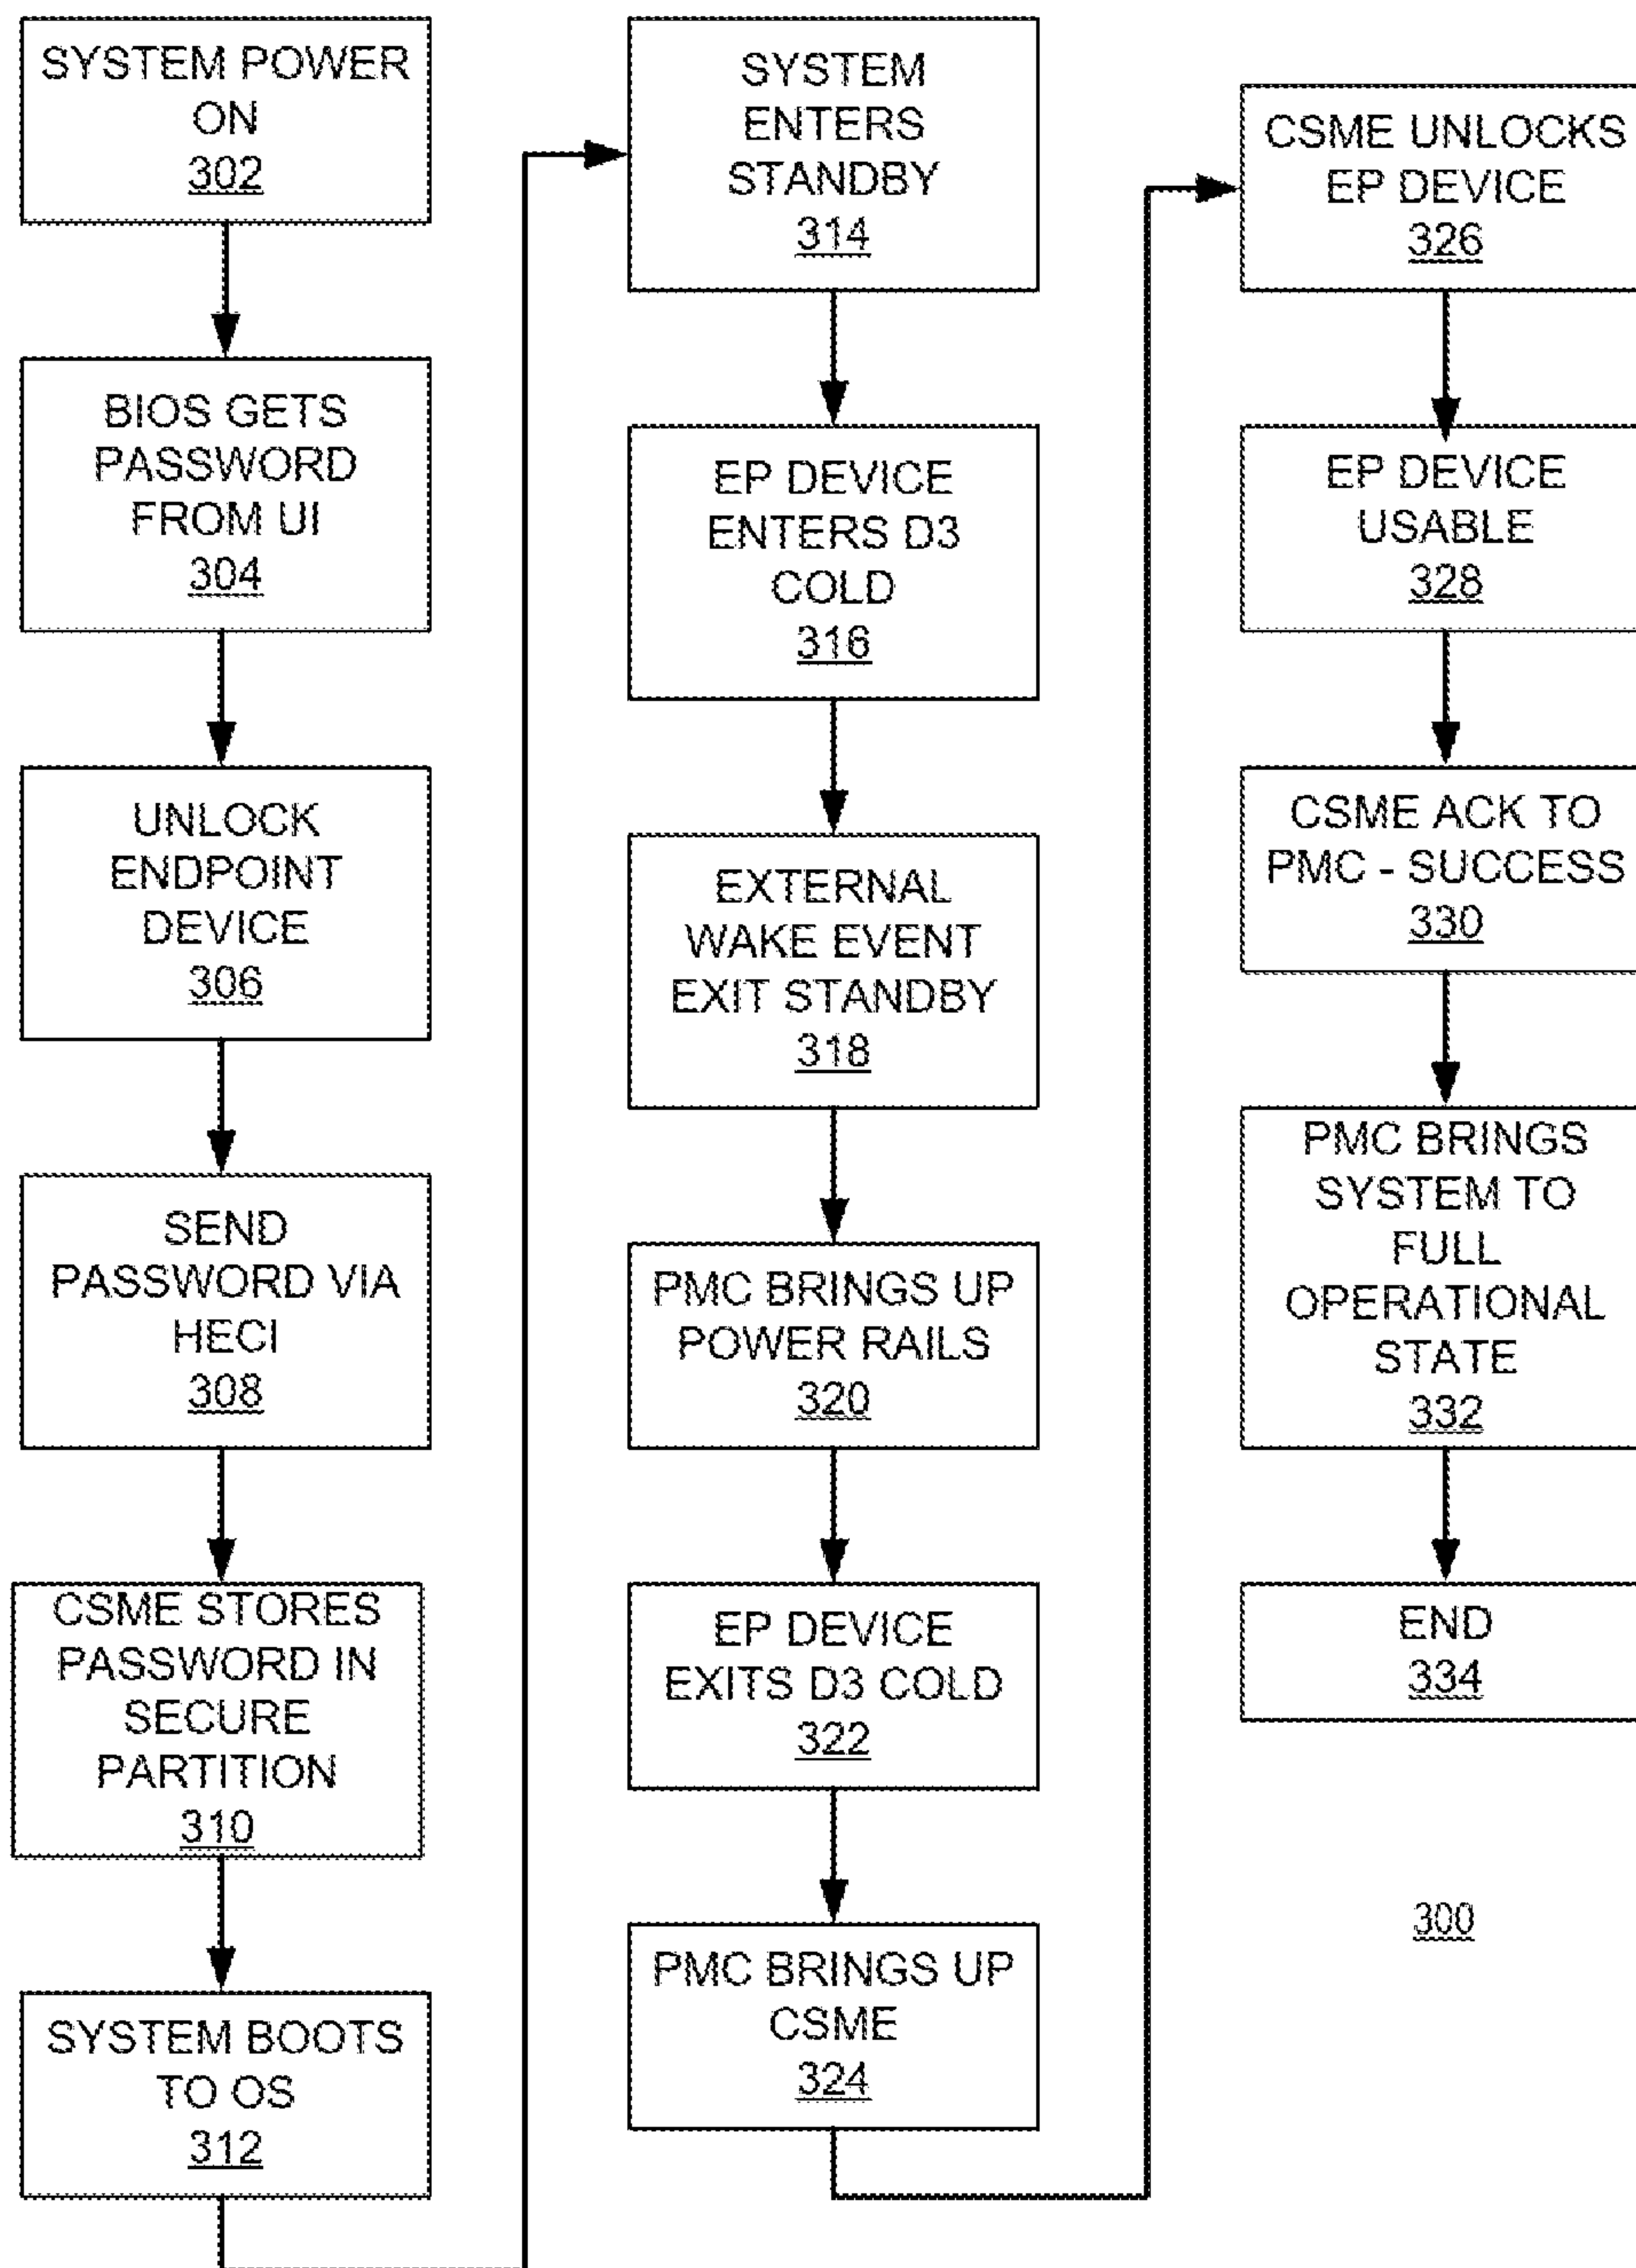 SYSTEM POWER
ON
302
BIOS GETS
PASSWORD
FROM UI
304
UNLOCK
ENDPOINT
DEVICE
306
SEND
PASSWORD VIA
HECI
308
CSME STORES
PASSWORD IN
SECURE
PARTITION
310
SYSTEM BOOTS
TO OS
312
SYSTEM
ENTERS
STANDBY
314
EP DEVICE
ENTERS D3
COLD
316
EXTERNAL
WAKE EVENT
EXIT STANDBY
318
PMC BRINGS UP
POWER RAILS
320
EP DEVICE
EXITS D3 COLD
322
PMC BRINGS UP
CSME
324
CSME UNLOCKS
EP DEVICE
326
EP DEVICE
USABLE
328
CSME ACK TO
PMC - SUCCESS
330
PMC BRINGS
SYSTEM TO
FULL
OPERATIONAL
STATE
332
END
334
300